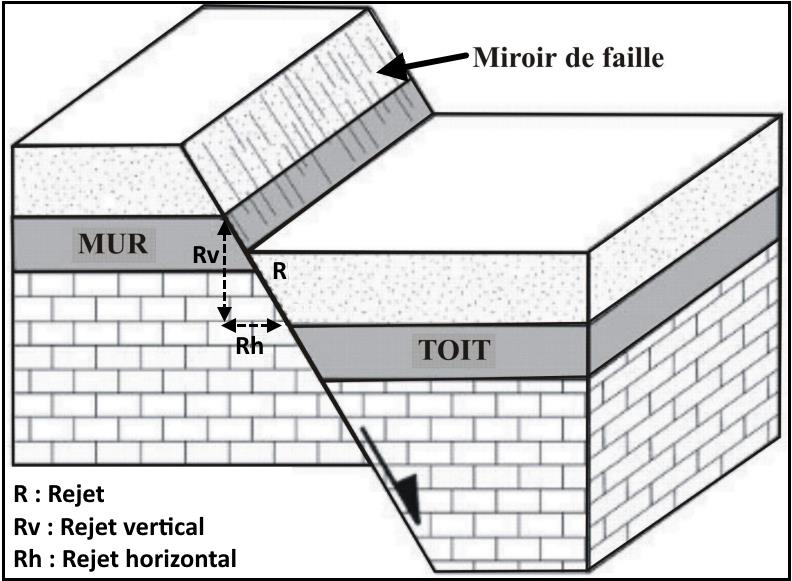 Miroir de faille
MUR
Rv
R
Rh
TOIT
R : Rejet
Rv : Rejet vertical
Rh : Rejet horizontal